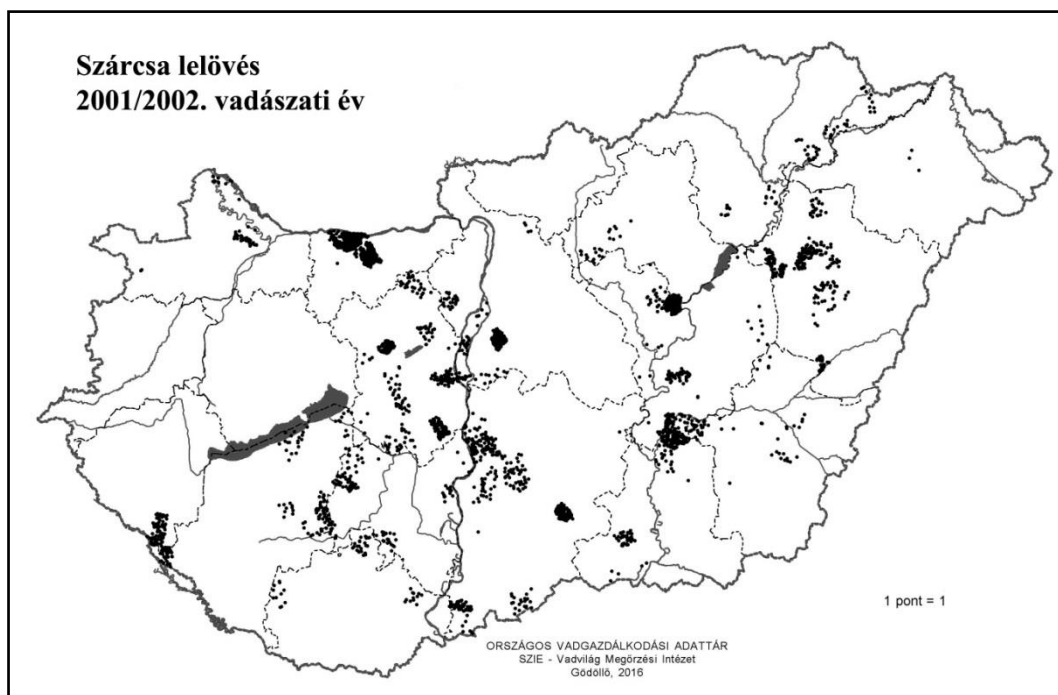 Szárcsa lelövés
2001/2002. vadászati év
1 pont = 1
ORSZÁGOS VADGAZDÁLKODÁSI ADATTÁR
SZIE - Vadvilág Megőrzési Intézet
Gödöllő, 2016